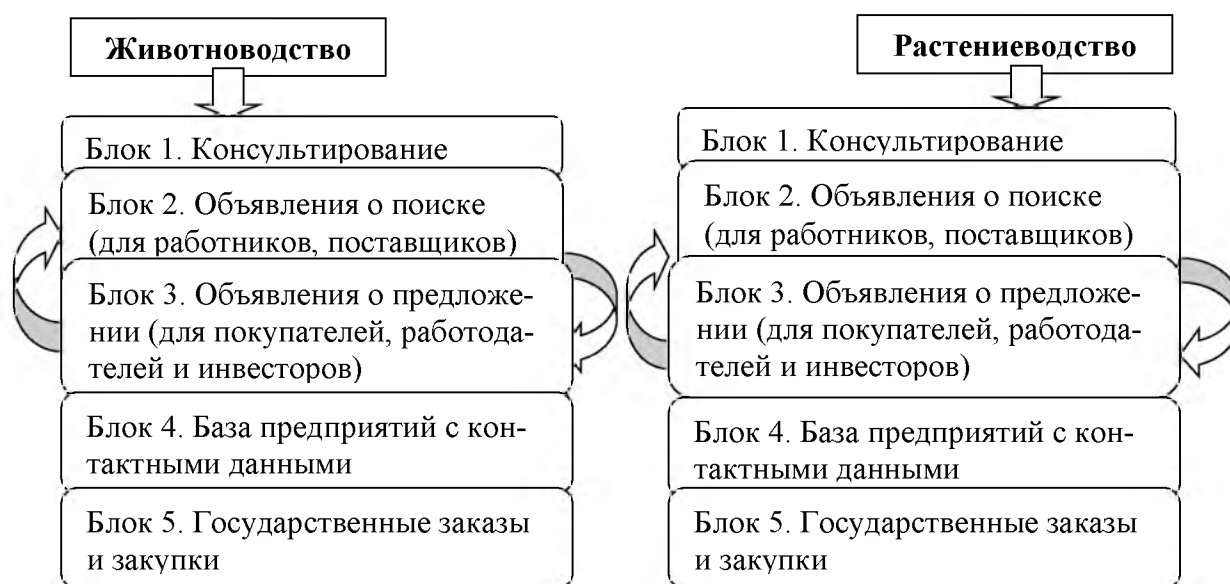 Животноводство
Блок 1. Консультирование
Блок 2. Объявления о поиске
(для работников, поставщиков)
Блок 3. Объявления о предложе-
нии (для покупателей, работода-
телей и инвесторов)
Блок 4. База предприятий с кон-
тактными данными
Блок 5. Государственные заказы
и закупки
Растениеводство
Блок 1. Консультирование
Блок 2. Объявления о поиске
(для работников, поставщиков)
Блок 3. Объявления о предложе-
нии (для покупателей, работода-
телей и инвесторов)
Блок 4. База предприятий с кон-
тактными данными
Блок 5. Государственные заказы
и закупки